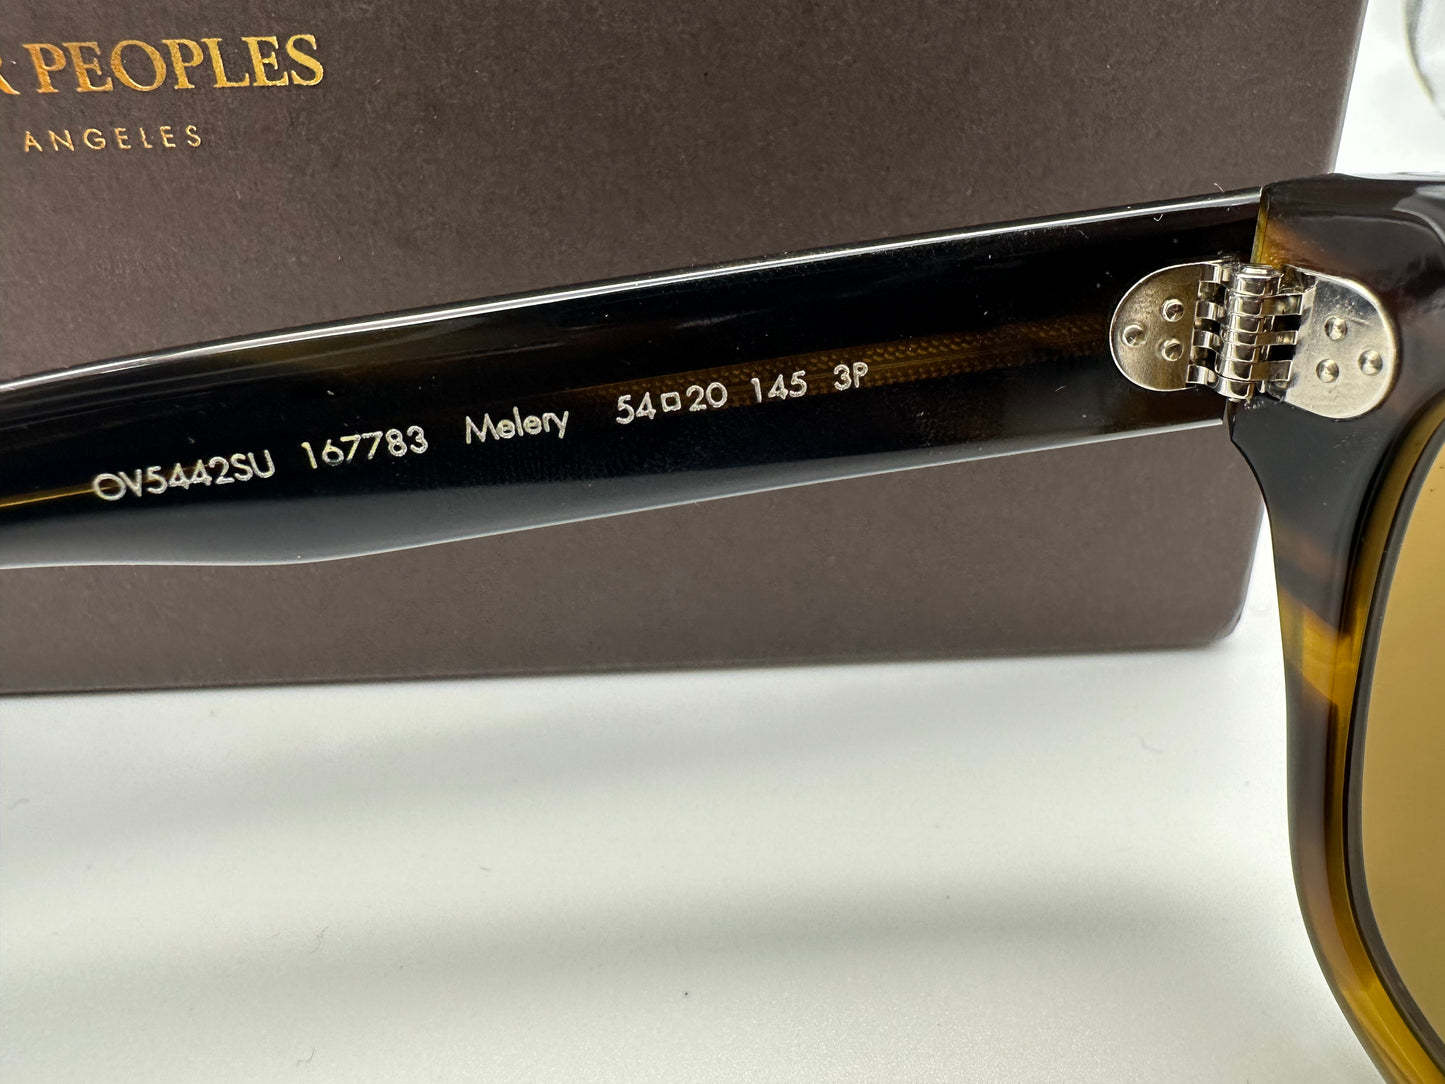 R PEOPLES
ANGELES
OV5442SU 167783 Melery 54□20 145 3P